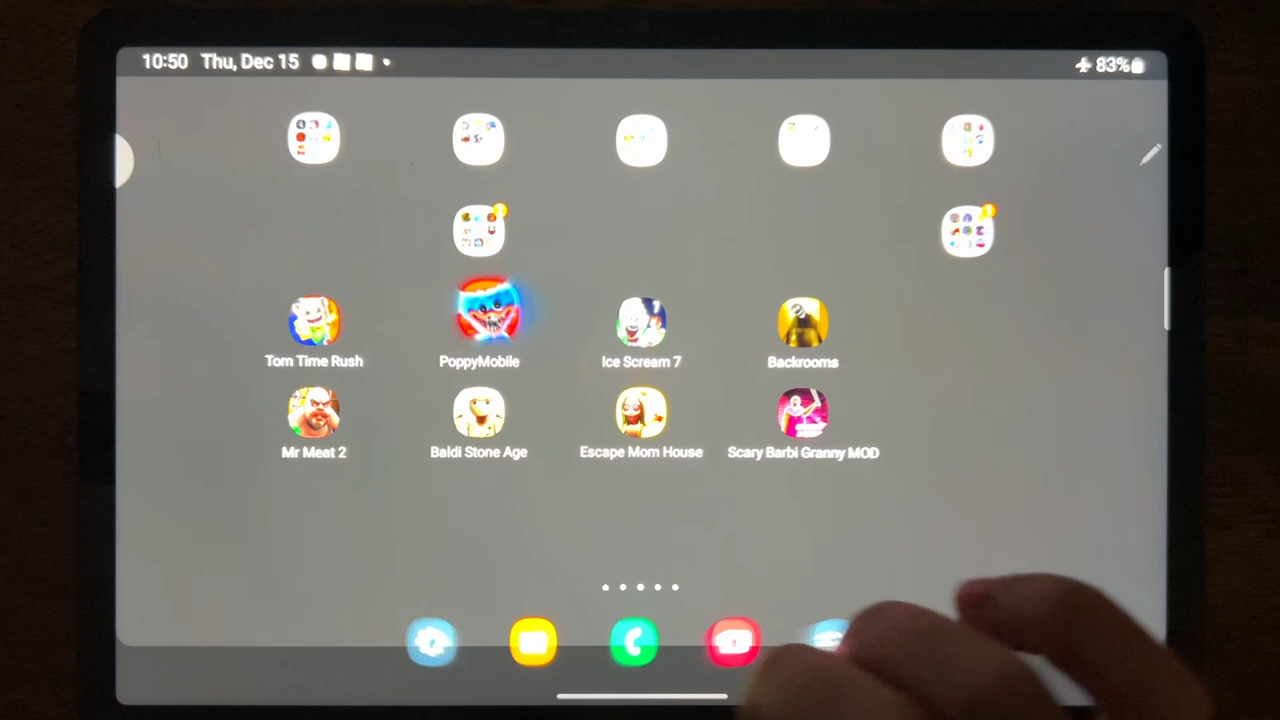 10:50 Thu, Dec 15 83%
Tom Time Rush PoppyMobile Ice Scream 7 Backrooms
Mr Meat 2 Baldi Stone Age Escape Mom House Scary Barbi Granny MOD